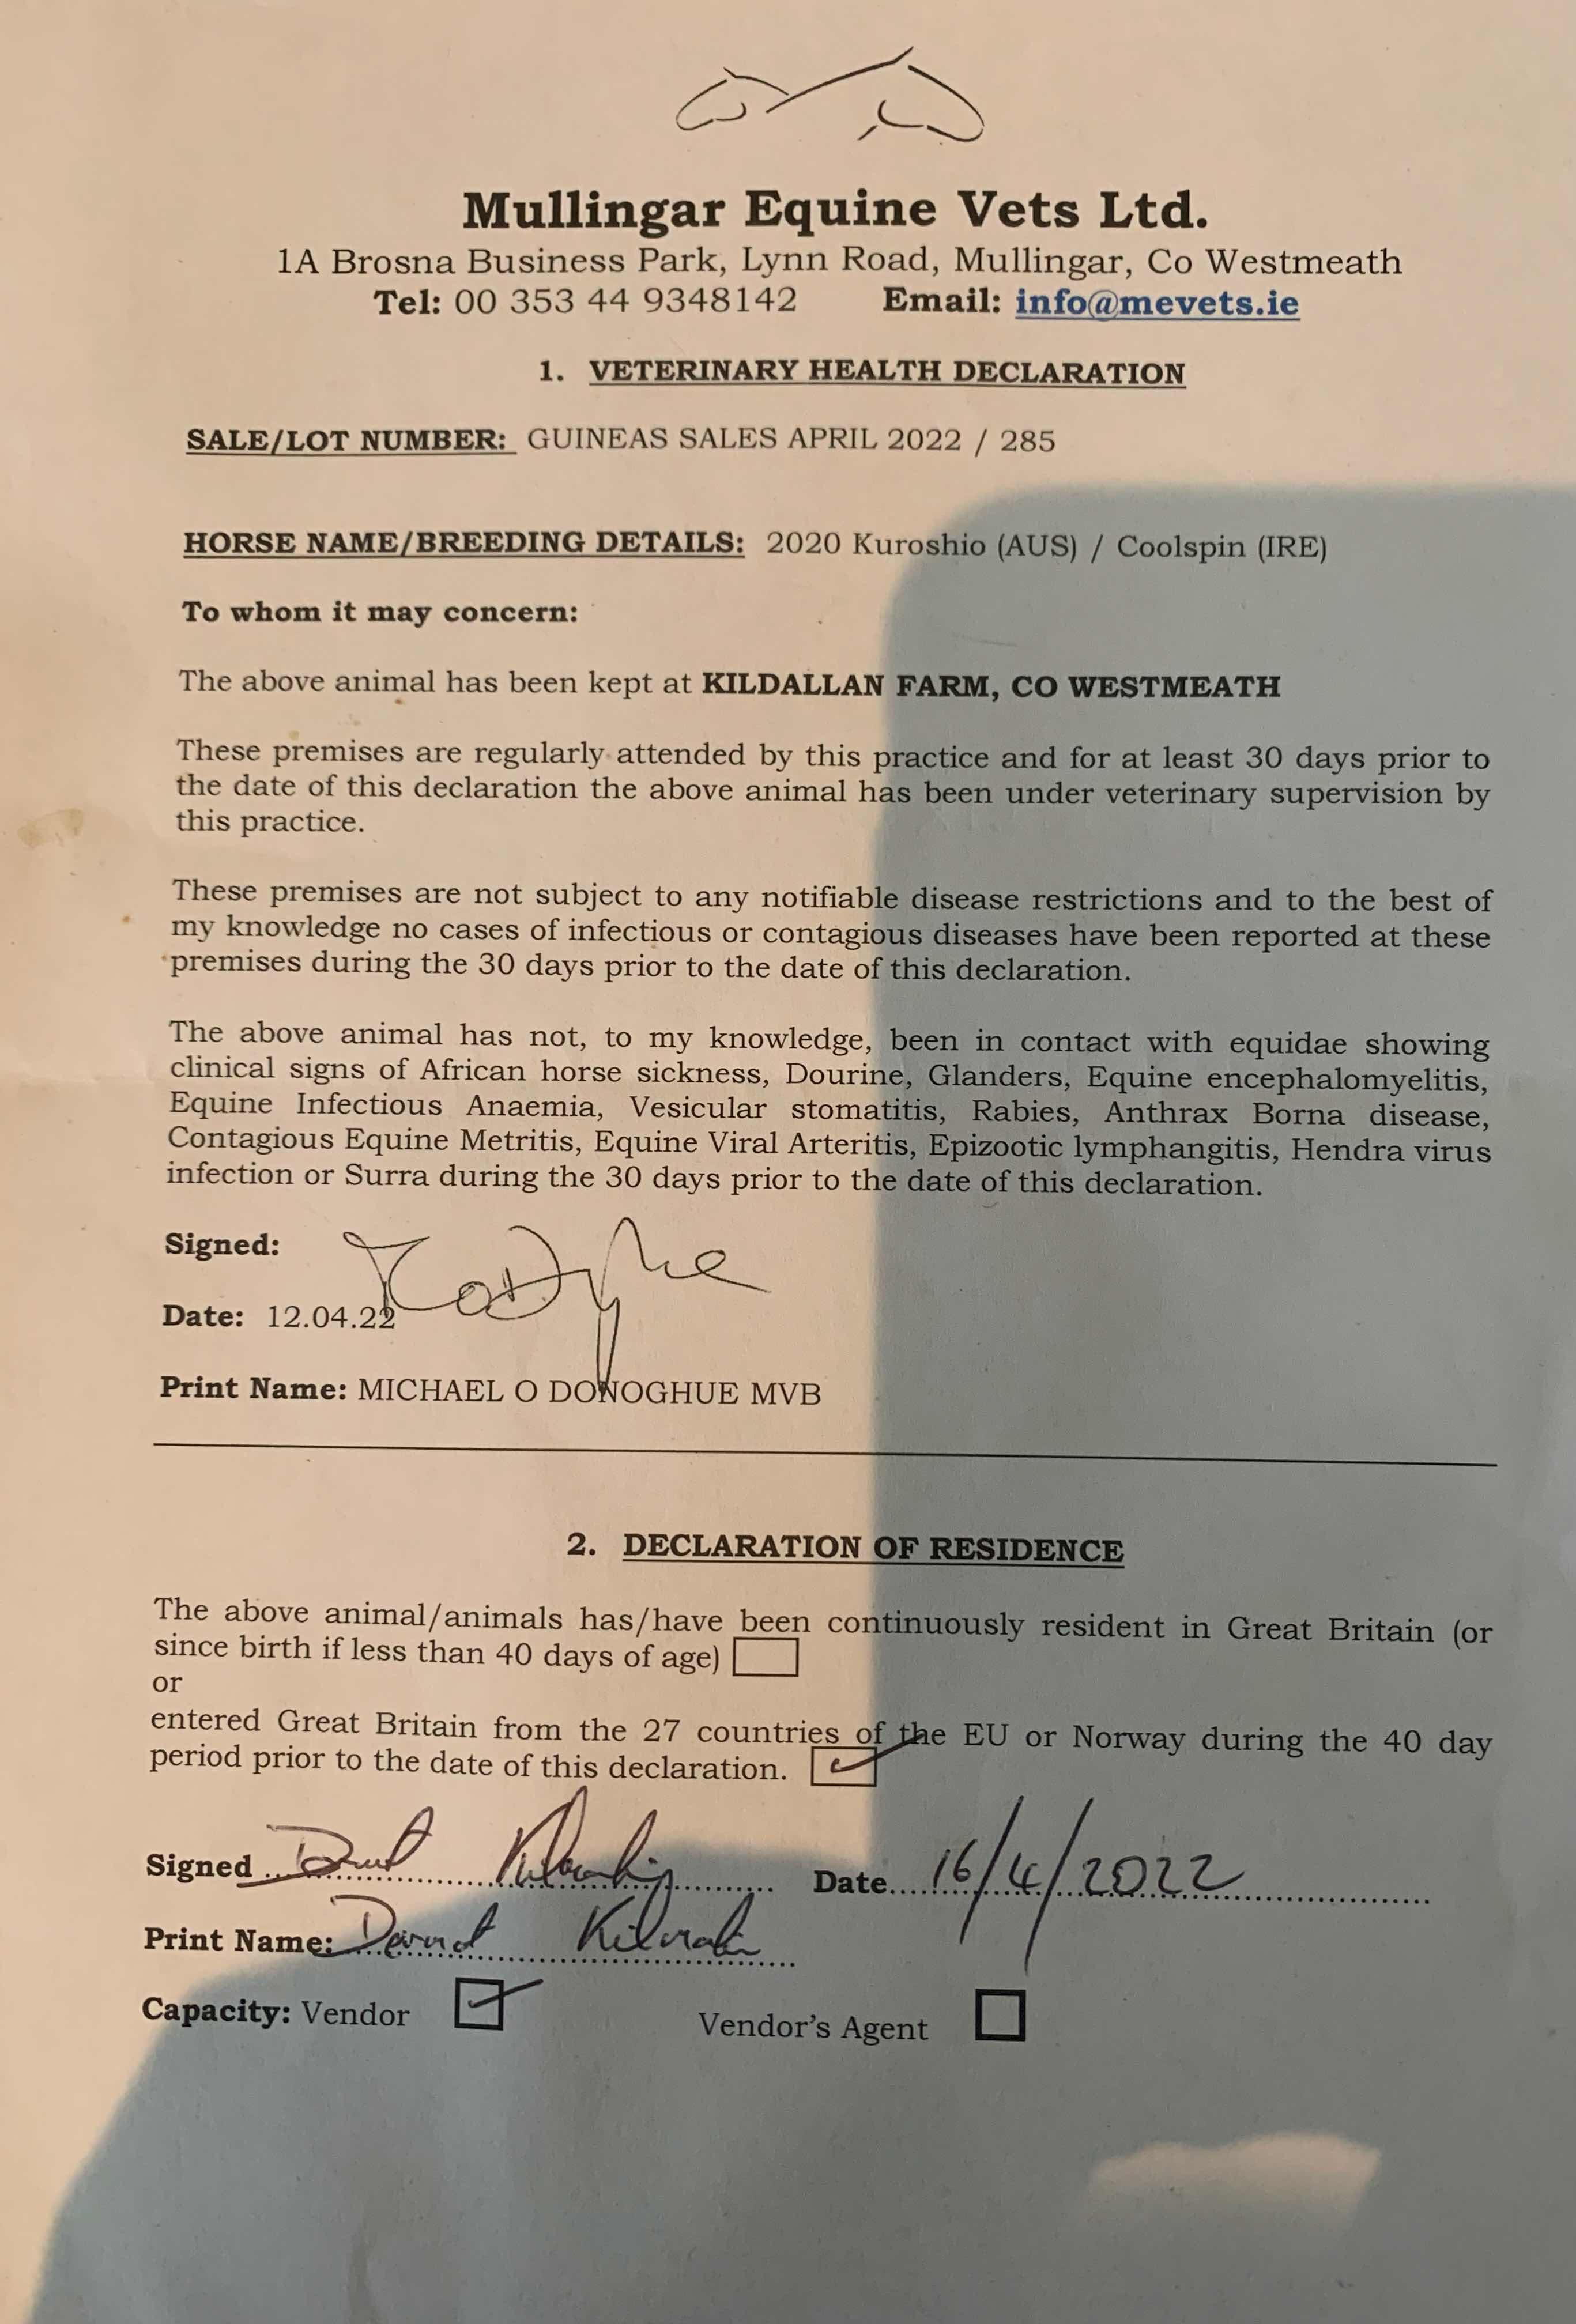 Mullingar Equine Vets Ltd.
1A Brosna Business Park, Lynn Road, Mullingar, Co Westmeath
Tel: 00 353 44 9348142 Email: info@mevets.ie
1. VETERINARY HEALTH DECLARATION
SALE/LOT NUMBER: GUINEAS SALES APRIL 2022 / 285
HORSE NAME/BREEDING DETAILS: 2020 Kuroshio (AUS) / Coolspin (IRE)
To whom it may concern:
The above animal has been kept at KILDALLAN FARM, CO WESTMEATH
These premises are regularly attended by this practice and for at least 30 days prior to
the date of this declaration the above animal has been under veterinary supervision by
this practice.
These premises are not subject to any notifiable disease restrictions and to the best of
my knowledge no cases of infectious or contagious diseases have been reported at these
premises during the 30 days prior to the date of this declaration.
The above animal has not, to my knowledge, been in contact with equidae showing
clinical signs of African horse sickness, Dourine, Glanders, Equine encephalomyelitis,
Equine Infectious Anaemia, Vesicular stomatitis, Rabies, Anthrax Borna disease,
Contagious Equine Metritis, Equine Viral Arteritis, Epizootic lymphangitis, Hendra virus
infection or Surra during the 30 days prior to the date of this declaration.
Signed:
Date: 12.04.22
Print Name: MICHAEL O DONOGHUE MVB
2. DECLARATION OF RESIDENCE
The above animal/animals has/have been continuously resident in Great Britain (or
since birth if less than 40 days of age)
or
entered Great Britain from the 27 countries of the EU or Norway during the 40 day
period prior to the date of this declaration.
Signed Date 16/4/2022
Print Name:
Capacity: Vendor Vendor's Agent